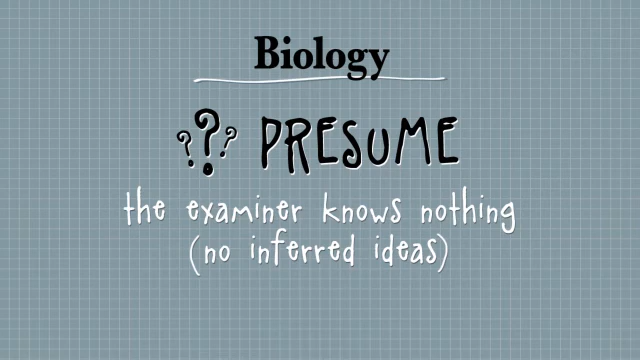 Biology
??? PRESUME
the examiner knows nothing
(no inferred ideas)